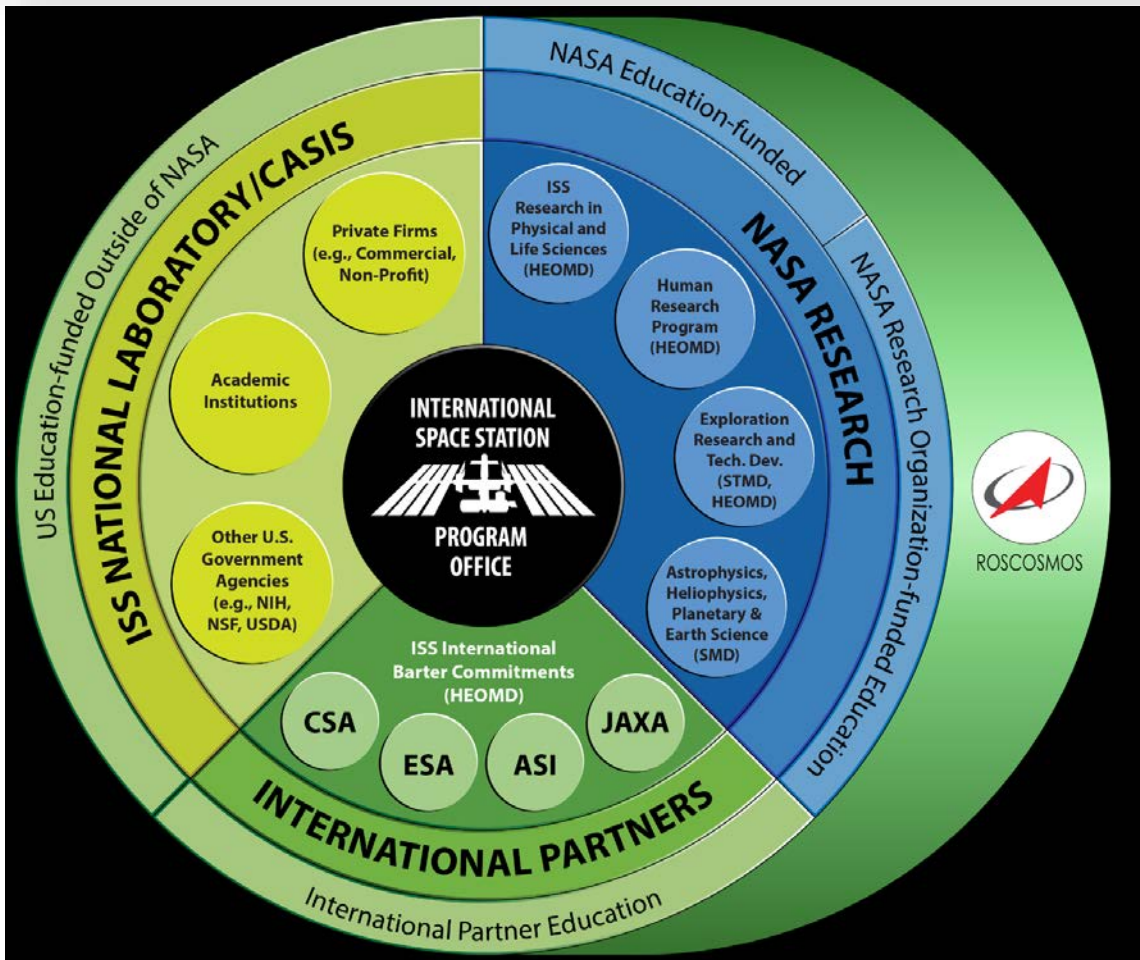 US Education-funded Outside of NASA
ISS NATIONAL LABORATORY/CASIS
Private Firms
(e.g., Commercial,
Non-Profit)
Academic
Institutions
Other U.S.
Government
Agencies
(e.g., NIH,
NSF, USDA)
NASA Education-funded
NASA Research Organization-funded Education
NASA RESEARCH
ISS
Research in
Physical and
Life Sciences
(HEOMD)
Human
Research
Program
(HEOMD)
Exploration
Research and
Tech. Dev.
(STMD,
HEOMD)
Astrophysics,
Heliophysics,
Planetary &
Earth Science
(SMD)
INTERNATIONAL
SPACE STATION
PROGRAM
OFFICE
ISS International
Barter Commitments
(HEOMD)
CSA
ESA
ASI
JAXA
INTERNATIONAL PARTNERS
International Partner Education
ROSCOSMOS